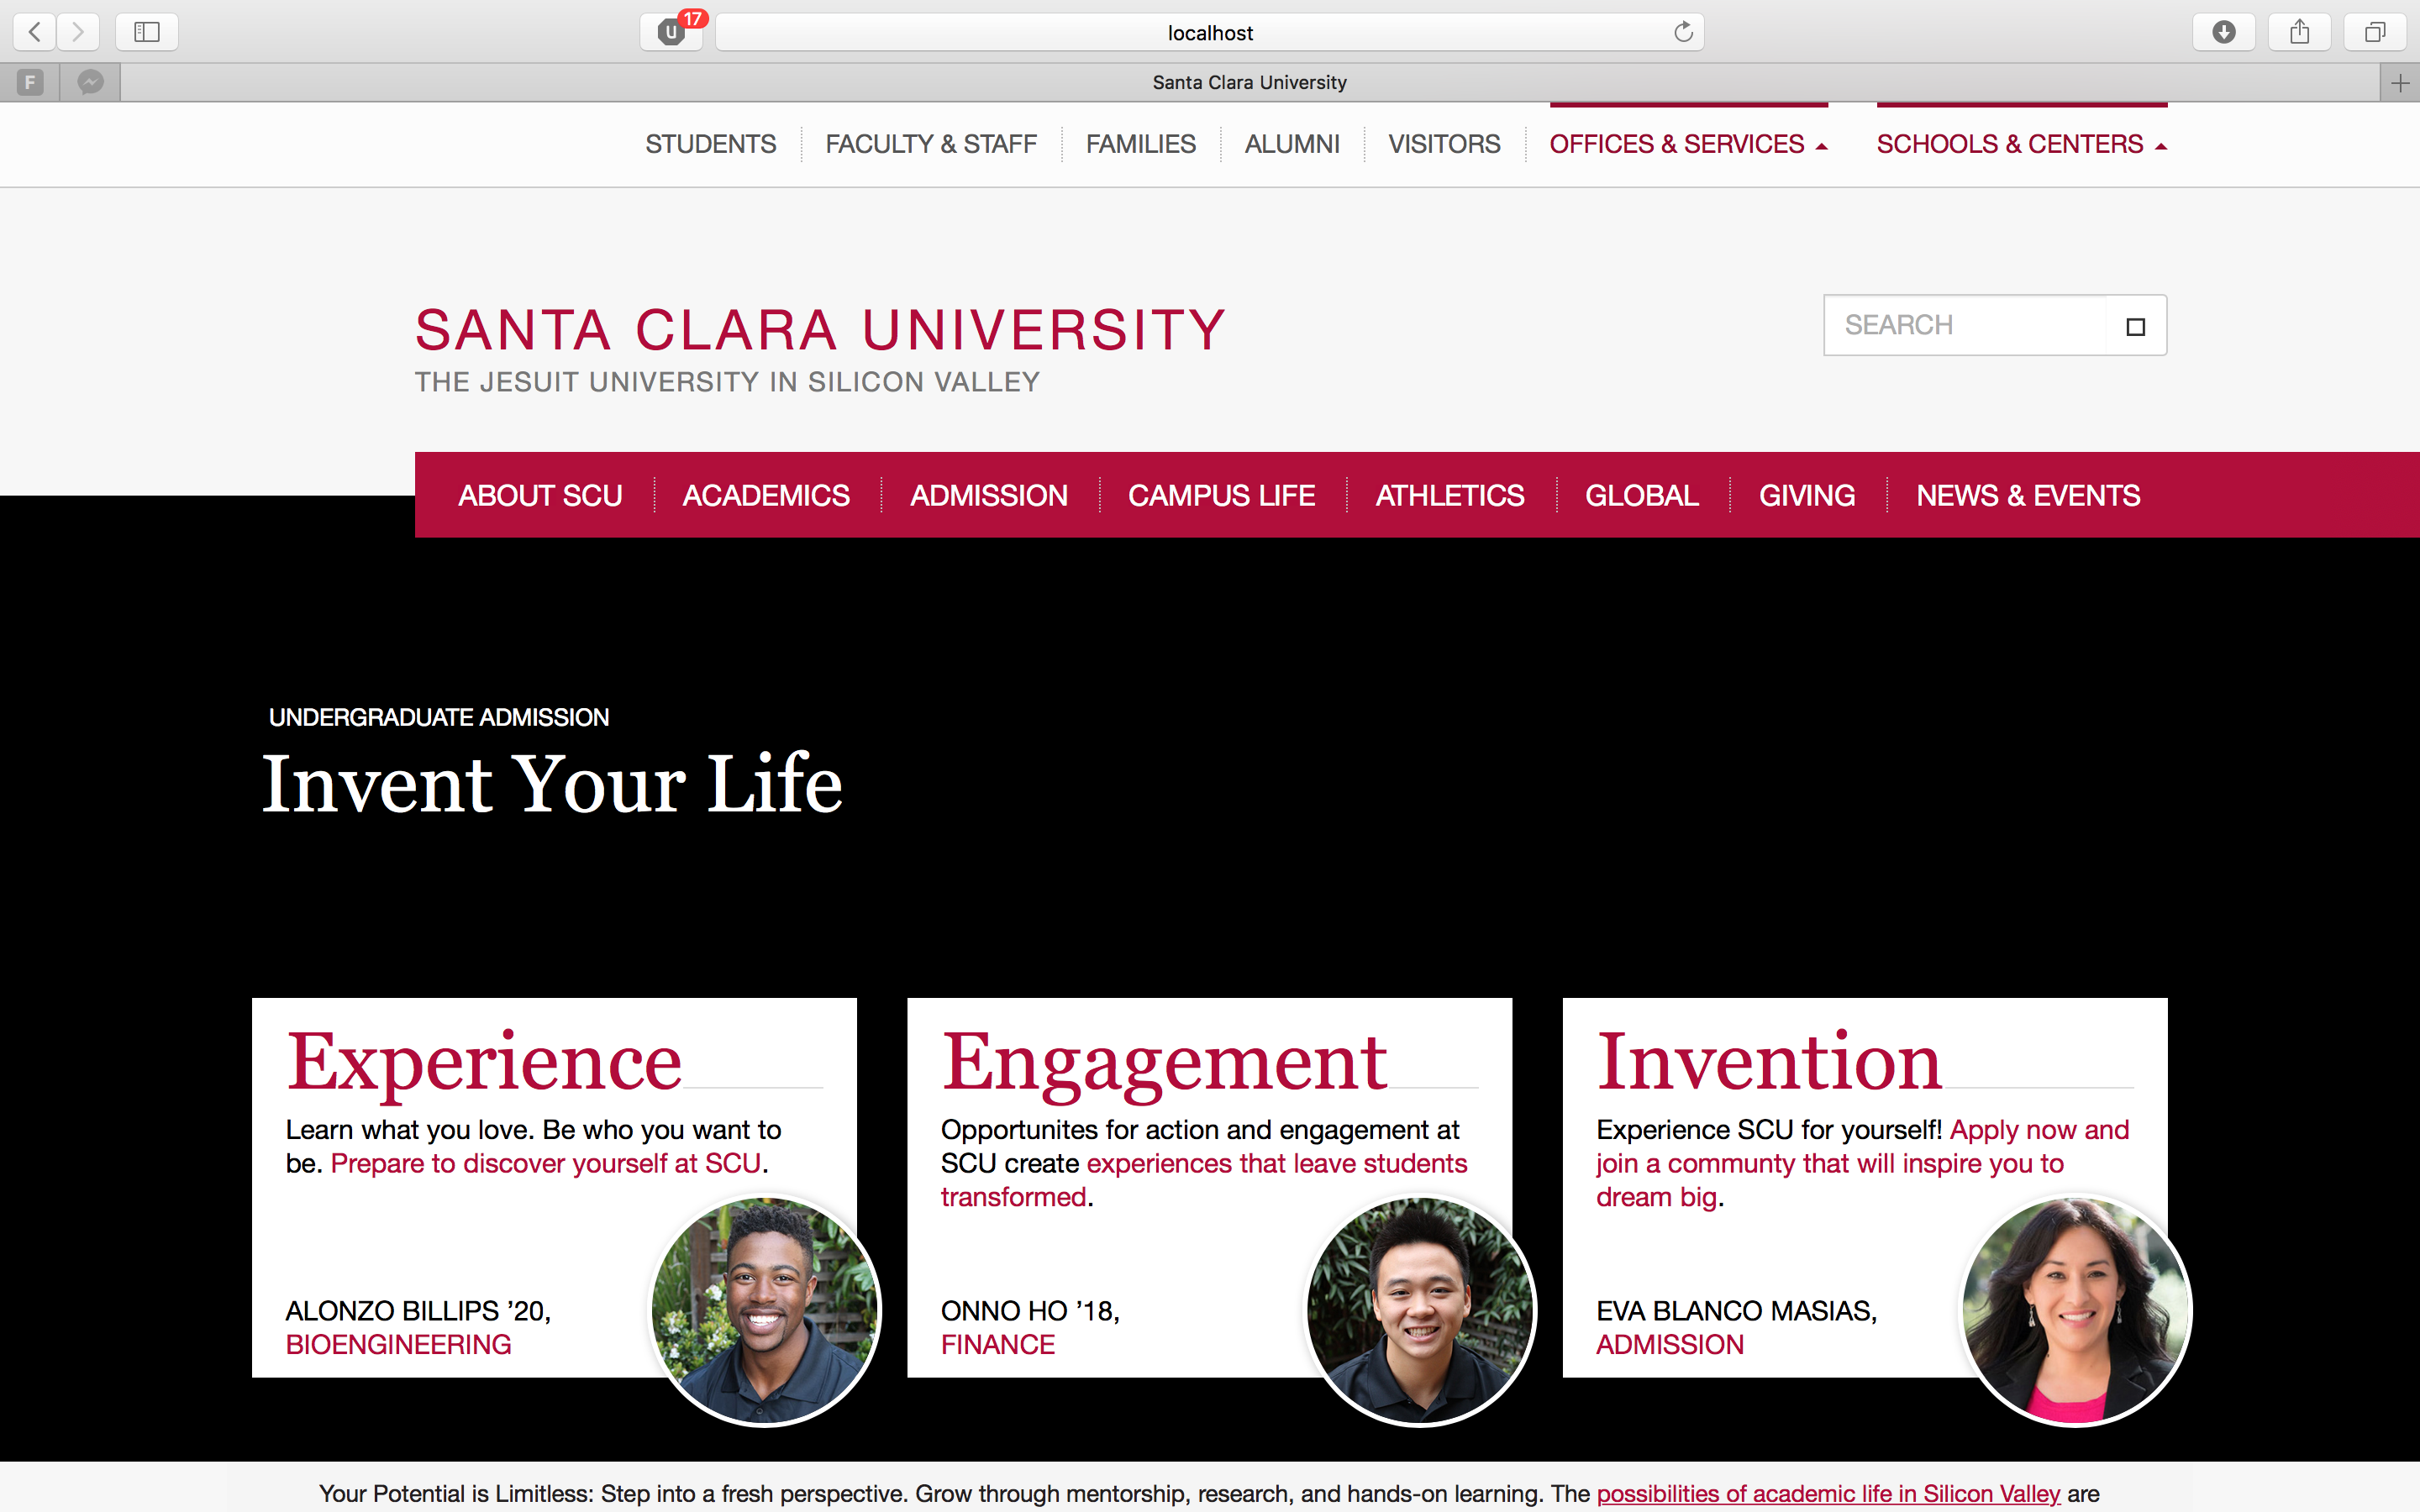 17
U
localhost
F
Santa Clara University
STUDENTS FACULTY & STAFF FAMILIES ALUMNI VISITORS OFFICES & SERVICES SCHOOLS & CENTERS
SANTA CLARA UNIVERSITY
THE JESUIT UNIVERSITY IN SILICON VALLEY
SEARCH
ABOUT SCU ACADEMICS ADMISSION CAMPUS LIFE ATHLETICS GLOBAL GIVING NEWS & EVENTS
UNDERGRADUATE ADMISSION
Invent Your Life
Experience
Learn what you love. Be who you want to
be. Prepare to discover yourself at SCU.
ALONZO BILLIPS ’20,
BIOENGINEERING
Engagement
Opportunites for action and engagement at
SCU create experiences that leave students
transformed.
ONNO HO ’18,
FINANCE
Invention
Experience SCU for yourself! Apply now and
join a communty that will inspire you to
dream big.
EVA BLANCO MASIAS,
ADMISSION
Your Potential is Limitless: Step into a fresh perspective. Grow through mentorship, research, and hands-on learning. The possibilities of academic life in Silicon Valley are